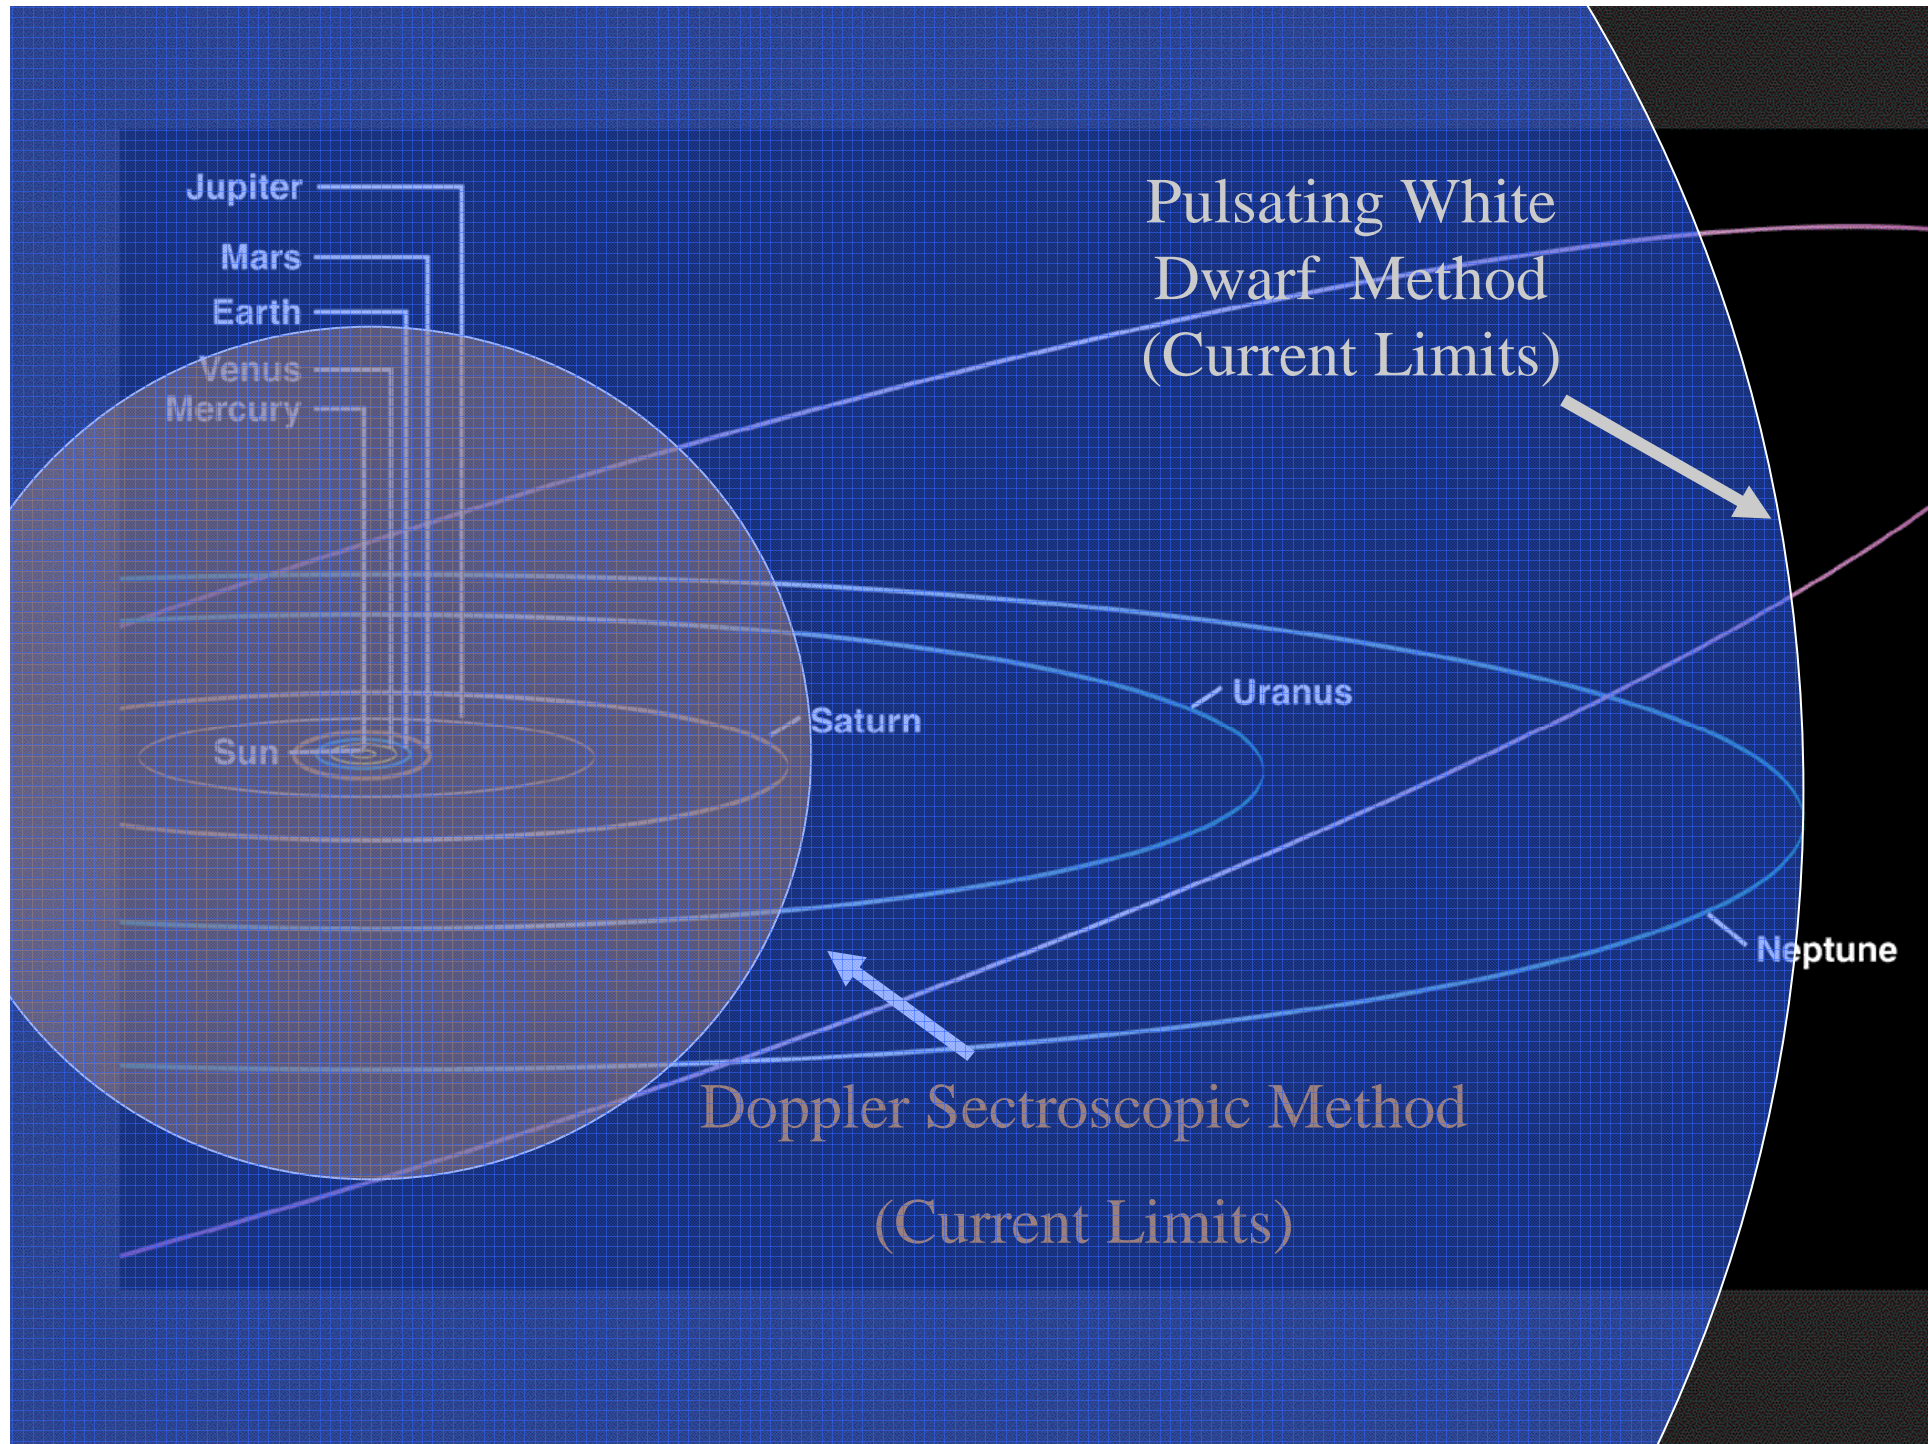 Jupiter
Mars
Earth
Venus
Mercury
Sun
Pulsating White
Dwarf Method
(Current Limits)
Saturn
Uranus
Neptune
Doppler Sectroscopic Method
(Current Limits)